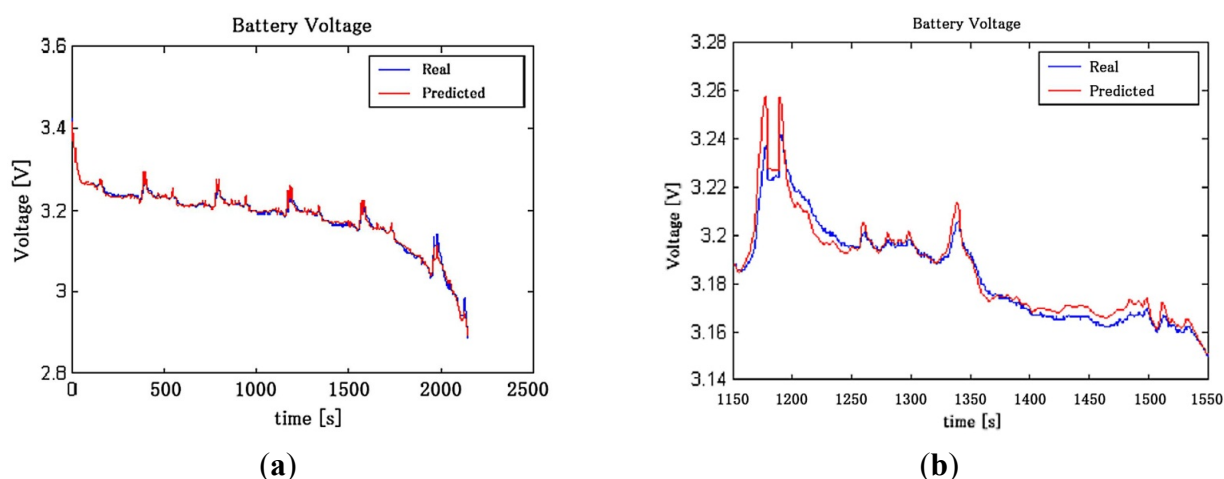 Battery Voltage
3.6
3.4
3.2
3
2.8
Voltage [V]
Real
Predicted
0
500
1000
1500
2000
2500
time [s]
(a)
Battery Voltage
3.28
3.26
3.24
3.22
3.2
3.18
3.16
3.14
Voltage [V]
Real
Predicted
1150
1200
1260
1300
1350
1400
1450
1500
1550
time [s]
(b)